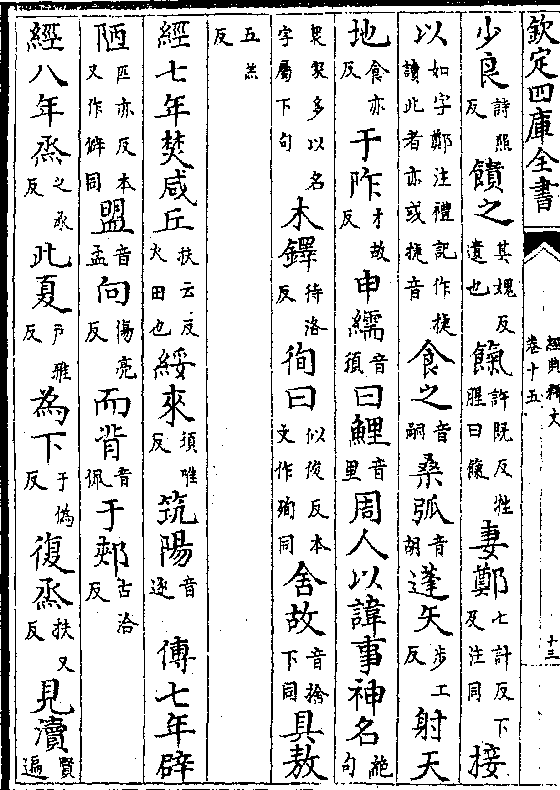 欽定四庫全書
經典釋文
卷十五
十三
少良詩照反饋之其媿反遺也餼許既反牲腥曰餼妻鄭七計反下及注同接
以如字鄭注禮記作捷讀此者亦或捷音食之音嗣桑弧音胡蓬矢步工反射天
地食亦反于阼才故反申繻音須曰鯉音里周人以諱事神名絶句
衆家多以名字屬下句木鐸待洛反徇曰似俊反本又作殉同舍故音捨下同具敖
五羔反
經七年焚咸丘扶云反火田也綏來須唯反筑陽音逐傳七年辟
陋匹亦反本又作僻同盟音孟向傷亮反而背音佩于郟古洽反
經八年烝之承反此夏户雅反為下于偽反復烝扶又反見瀆賢遍